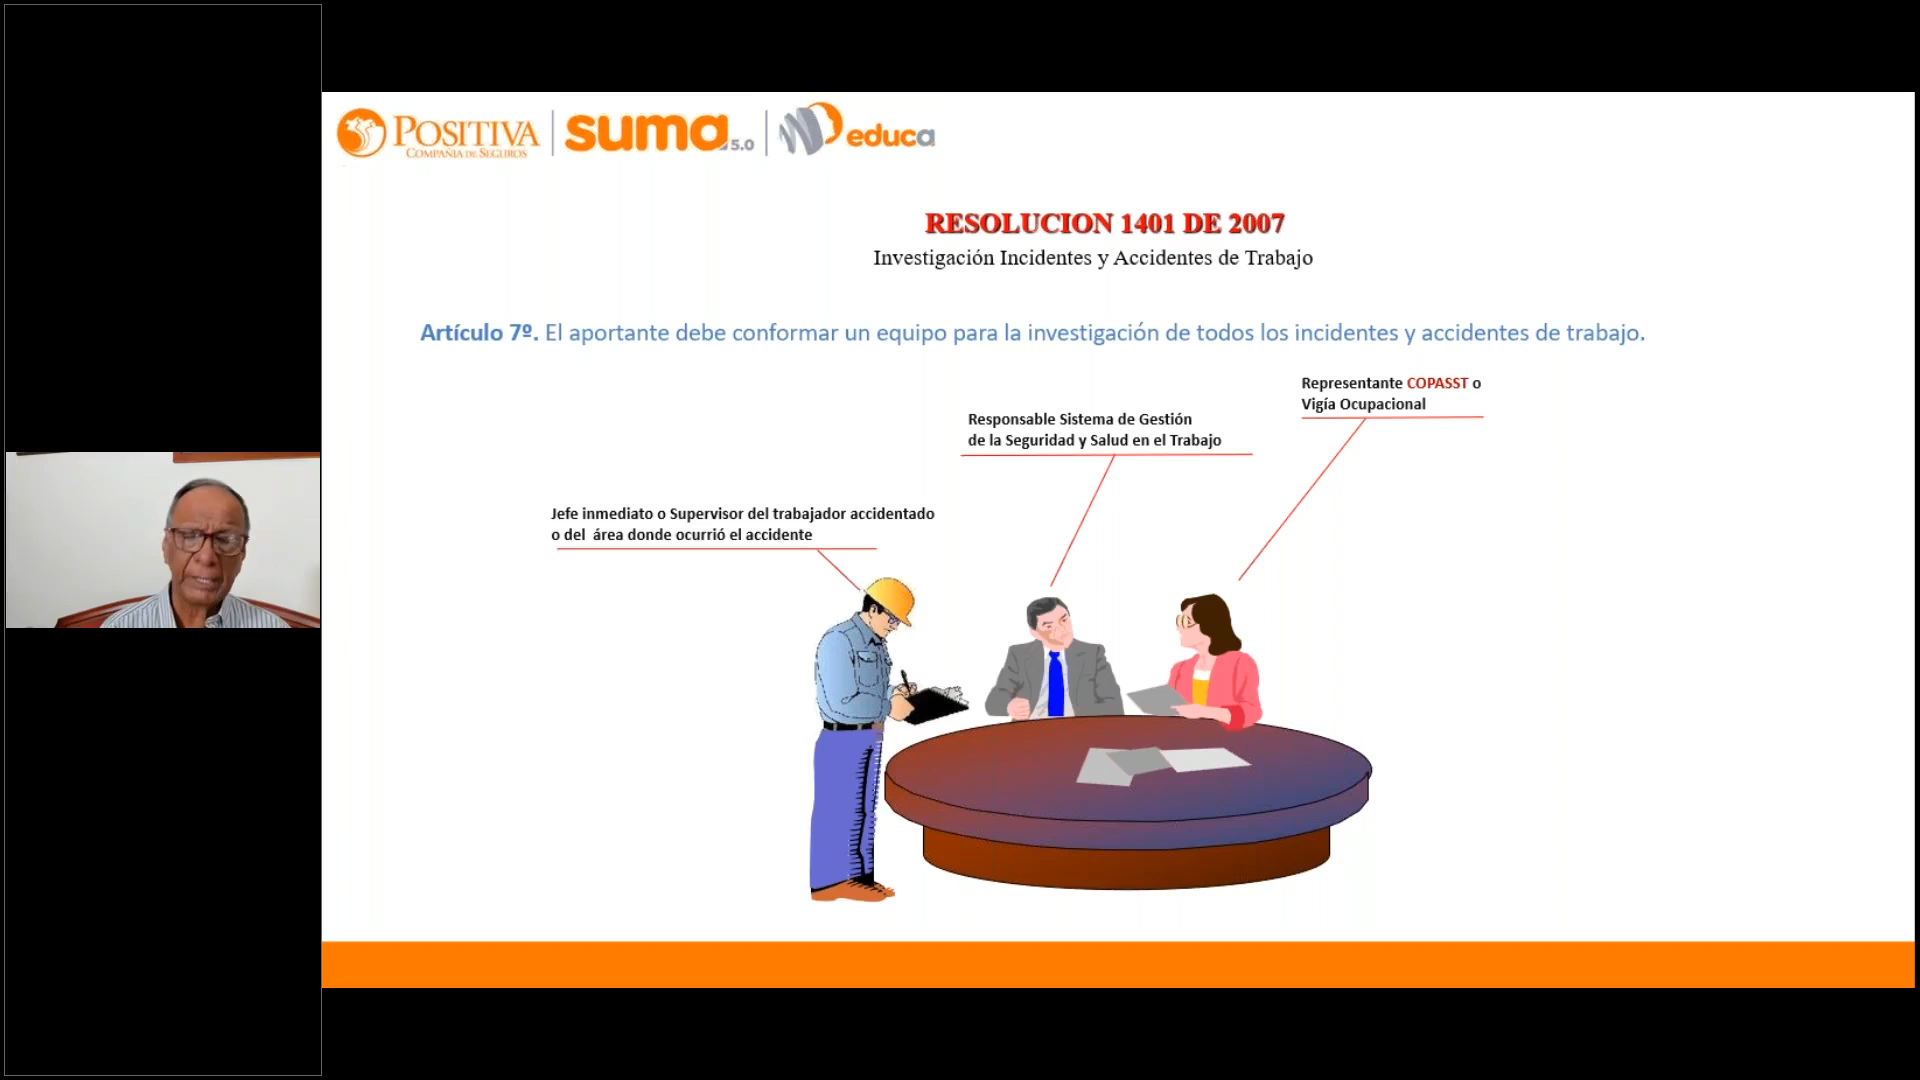 POSITIVA
COMPAÑIA DE SEGUROS
suma 5.0
educa
RESOLUCION 1401 DE 2007
Investigación Incidentes y Accidentes de Trabajo
Artículo 7º. El aportante debe conformar un equipo para la investigación de todos los incidentes y accidentes de trabajo.
Representante COPASST o
Vigía Ocupacional
Responsable Sistema de Gestión
de la Seguridad y Salud en el Trabajo
Jefe inmediato o Supervisor del trabajador accidentado
o del área donde ocurrió el accidente